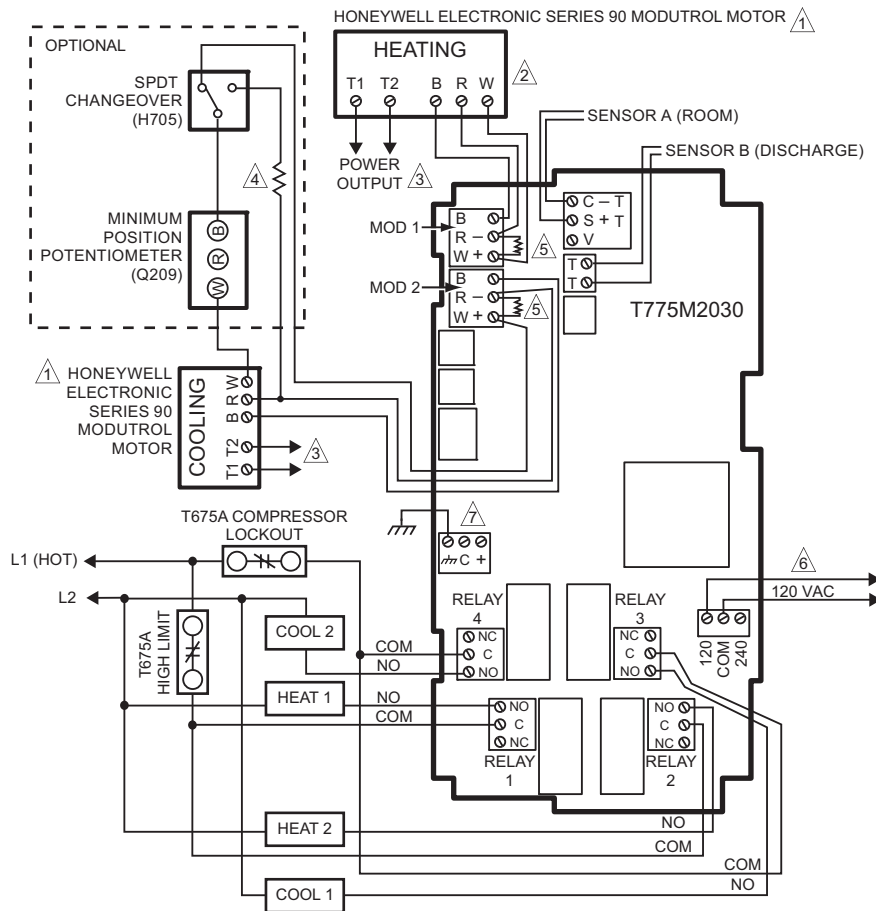 HONEYWELL ELECTRONIC SERIES 90 MODUTROL MOTOR 1
OPTIONAL
SPDT
CHANGEOVER
(H705)
4
MINIMUM
POSITION
POTENTIOMETER
(Q209)
B
R
W
HEATING
T1 T2 B R W
2
POWER
OUTPUT 3
SENSOR A (ROOM)
SENSOR B (DISCHARGE)
MOD 1
B
R –
W +
5
MOD 2
B
R –
W +
5
C – T
S + T
V
T
T
T775M2030
1 HONEYWELL
ELECTRONIC
SERIES 90
MODUTROL
MOTOR
COOLING
T1 T2 B R W
3
T675A COMPRESSOR
LOCKOUT
L1 (HOT)
L2
T675A
HIGH LIMIT
7
C +
6
120 VAC
120
COM
240
RELAY
4
NC
C
NO
RELAY
3
NC
C
NO
COOL 2
COM
NO
HEAT 1
NO
COM
NO
C
NC
RELAY
1
NO
C
NC
RELAY
2
HEAT 2
NO
COM
COM
NO
COOL 1